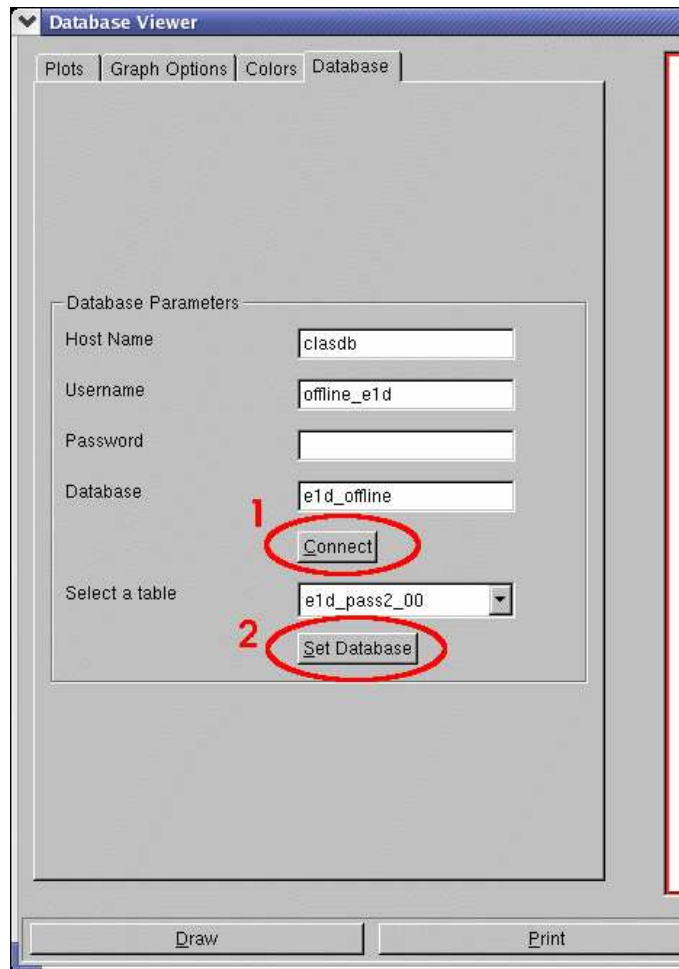 Database Viewer
Plots Graph Options Colors Database
Database Parameters
Host Name clasdb
Username offline_e1d
Password
Database e1d_offline
1
Connect
Select a table e1d_pass2_00
2
Set Database
Draw Print